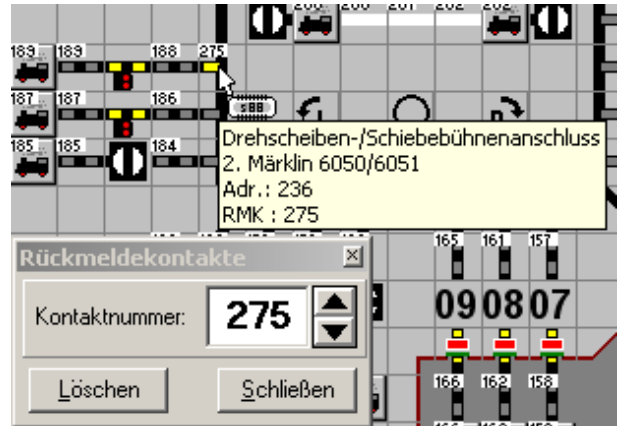 200 200 201 202 202
189 189 188 275
187 187 186 s88
185 185 184
Drehscheiben-/Schiebebühnenanschluss
2. Märklin 6050/6051
Adr.: 236
RMK : 275
165 161 157
Rückmeldekontakte
Kontaktnummer: 275
09 08 07
Löschen Schließen
166 162 158